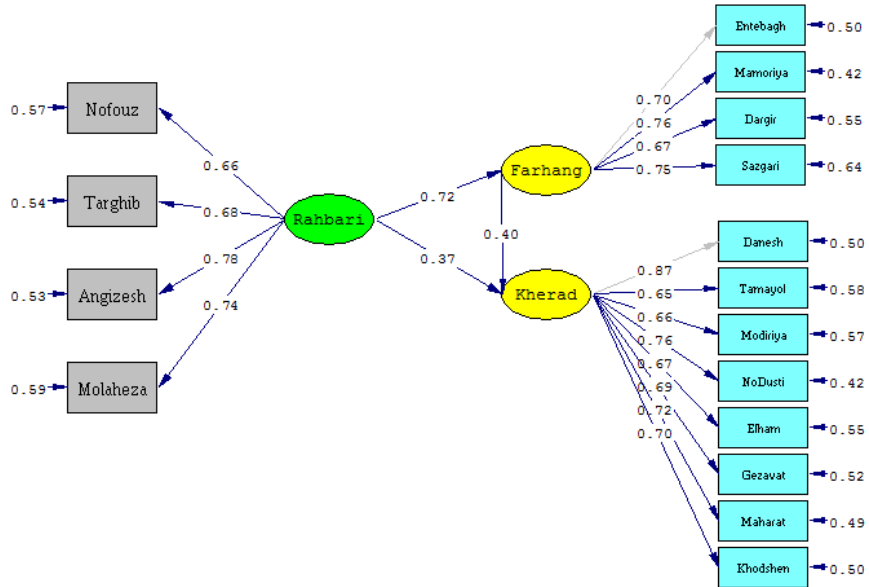 Entebagh
0.50
Mamoriya
0.42
Dargir
0.55
Sazgari
0.64
0.70
0.76
0.67
0.75
0.57
Nofouz
0.54
Targhib
0.53
Angizesh
0.59
Molaheza
0.66
0.68
0.78
0.74
Rahbari
0.72
0.37
Farhang
0.40
Kherad
0.87
0.65
0.66
0.76
0.67
0.69
0.72
0.70
Danesh
0.50
Tamayol
0.58
Modiriya
0.57
NoDusti
0.42
Elham
0.55
Gezavat
0.52
Maharat
0.49
Khodshen
0.50